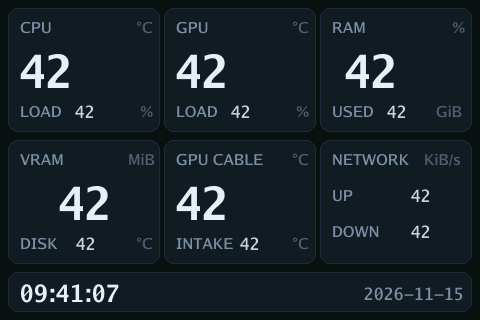 CPU °C
42
LOAD 42 %
GPU °C
42
LOAD 42 %
RAM %
42
USED 42 GiB
VRAM MiB
42
DISK 42 °C
GPU CABLE °C
42
INTAKE 42 °C
NETWORK KiB/s
UP 42
DOWN 42
09:41:07 2026-11-15